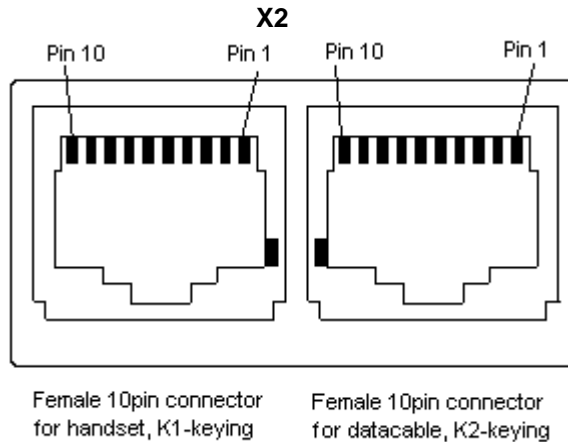 X2
Pin 10 Pin 1 Pin 10 Pin 1
Female 10pin connector
for handset, K1-keying
Female 10pin connector
for datacable, K2-keying